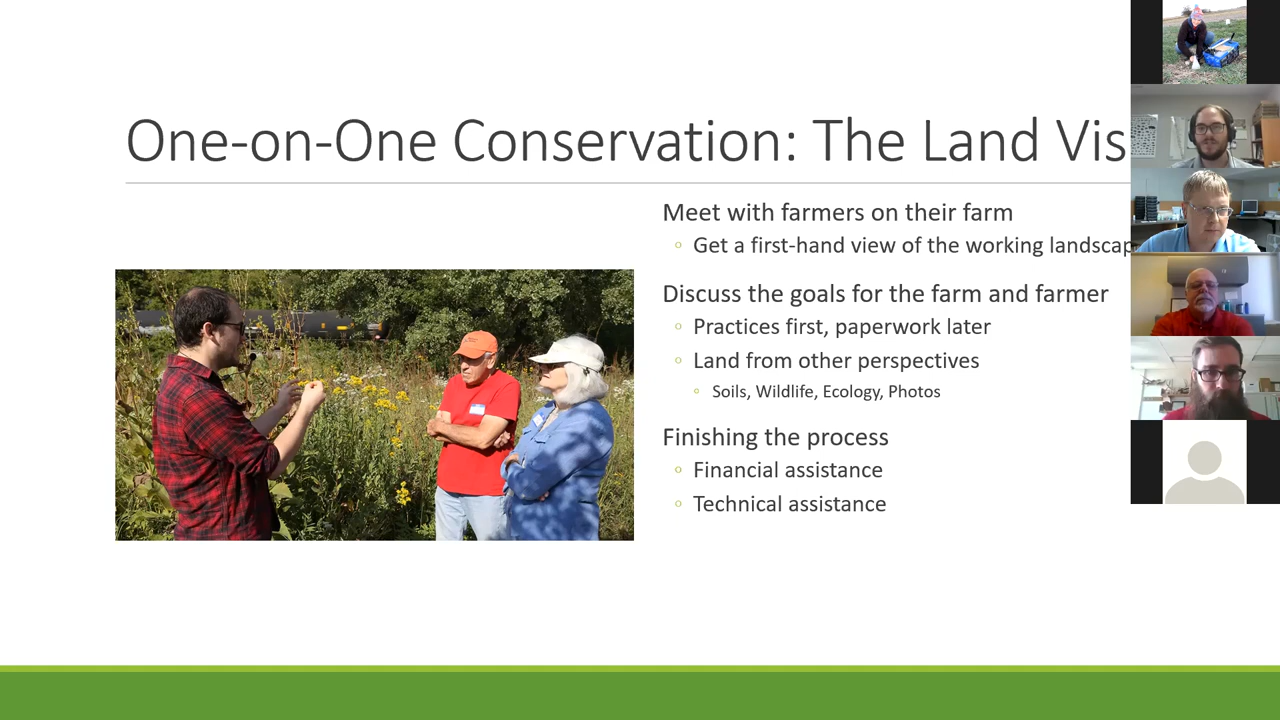 One-on-One Conservation: The Land Vis
Meet with farmers on their farm
Get a first-hand view of the working landscap
Discuss the goals for the farm and farmer
Practices first, paperwork later
Land from other perspectives
Soils, Wildlife, Ecology, Photos
Finishing the process
Financial assistance
Technical assistance